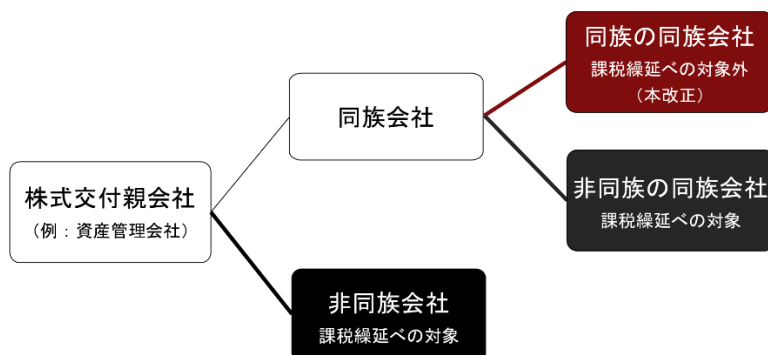 株式交付親会社
（例：資産管理会社）
同族会社
同族の同族会社
課税繰延べの対象外
（本改正）
非同族の同族会社
課税繰延べの対象
非同族会社
課税繰延べの対象